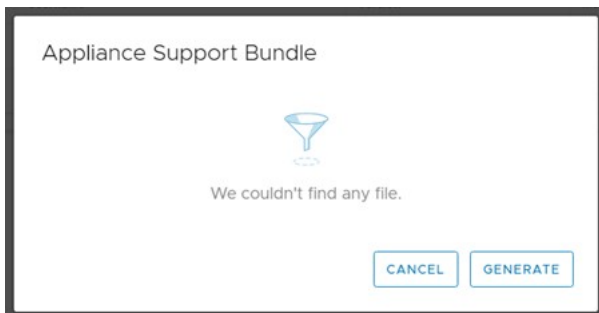 Appliance Support Bundle
We couldn't find any file.
CANCEL GENERATE